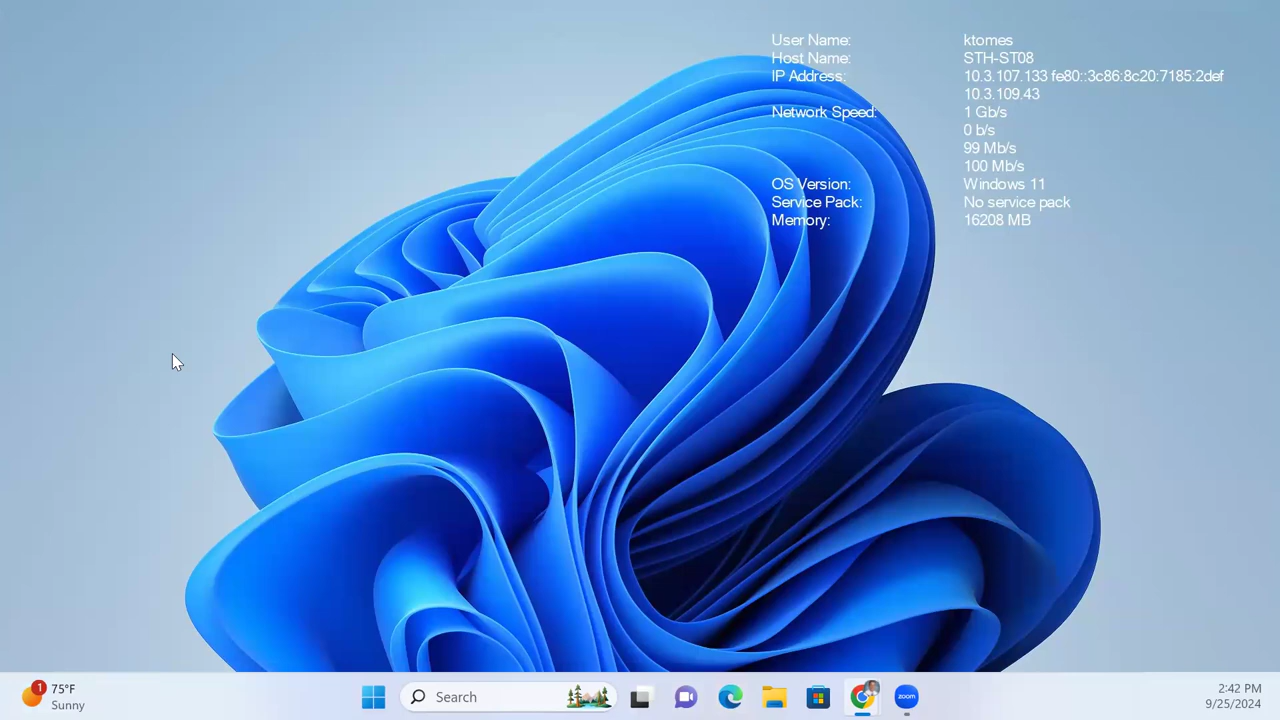 User Name: ktomes
Host Name: STH-ST08
IP Address: 10.3.107.133 fe80::3c86:8c20:7185:2def
10.3.109.43
Network Speed: 1 Gb/s
0 b/s
99 Mb/s
100 Mb/s
OS Version: Windows 11
Service Pack: No service pack
Memory: 16208 MB
1
75°F
Sunny
Search
zoom
2:42 PM
9/25/2024